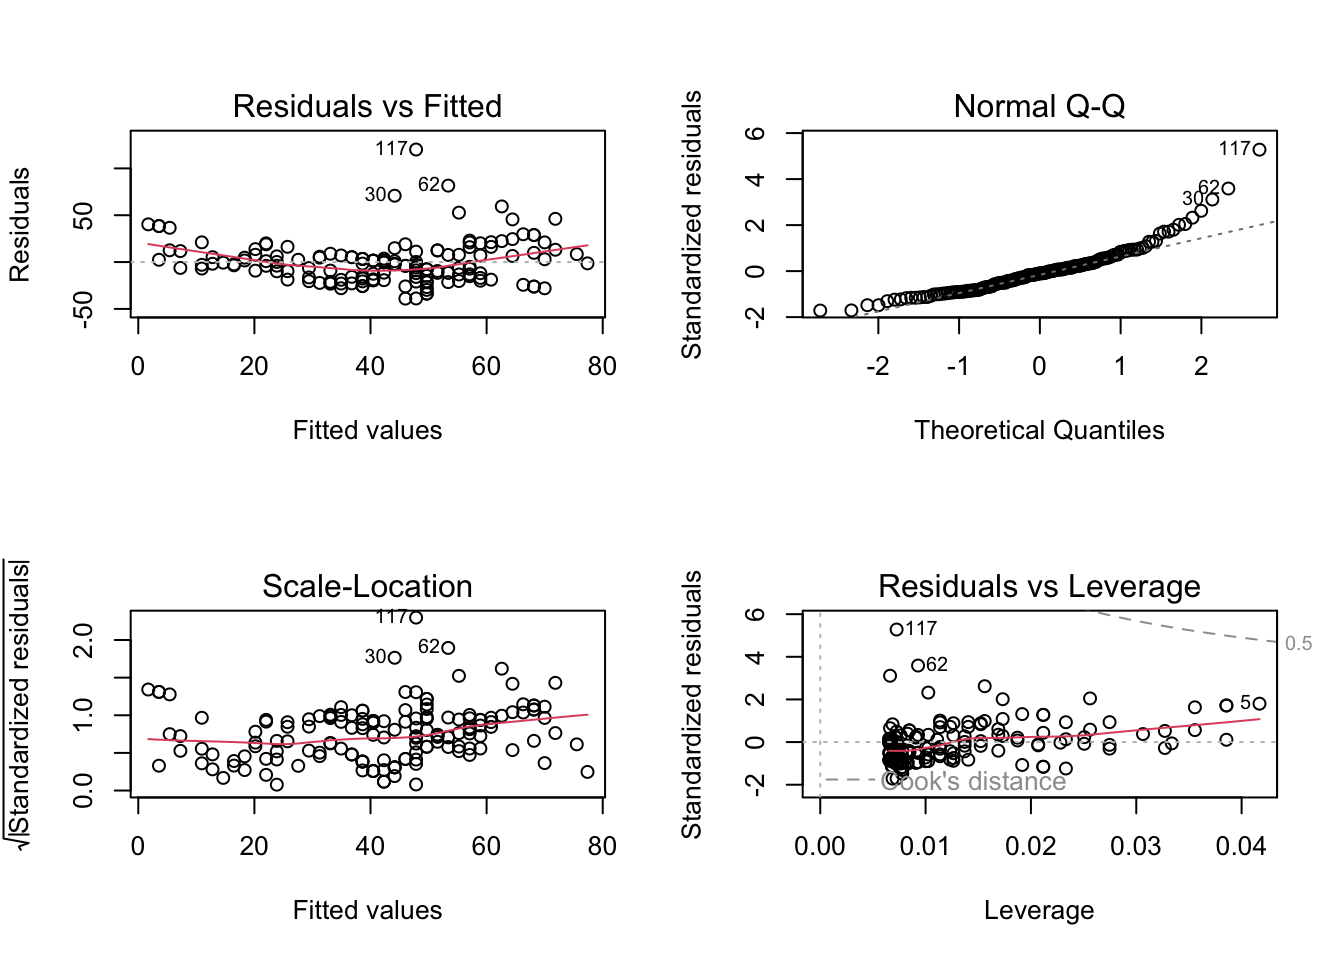 Residuals vs Fitted
Residuals
50
-50
117
62
30
0 20 40 60 80
Fitted values
Normal Q-Q
Standardized residuals
6
4
2
0
-2
117
62
30
-2 -1 0 1 2
Theoretical Quantiles
Scale-Location
√|Standardized residuals|
2.0
1.0
0.0
117
62
30
0 20 40 60 80
Fitted values
Residuals vs Leverage
Standardized residuals
6
4
2
0
-2
117
62
5
0.5
Cook's distance
0.00 0.01 0.02 0.03 0.04
Leverage